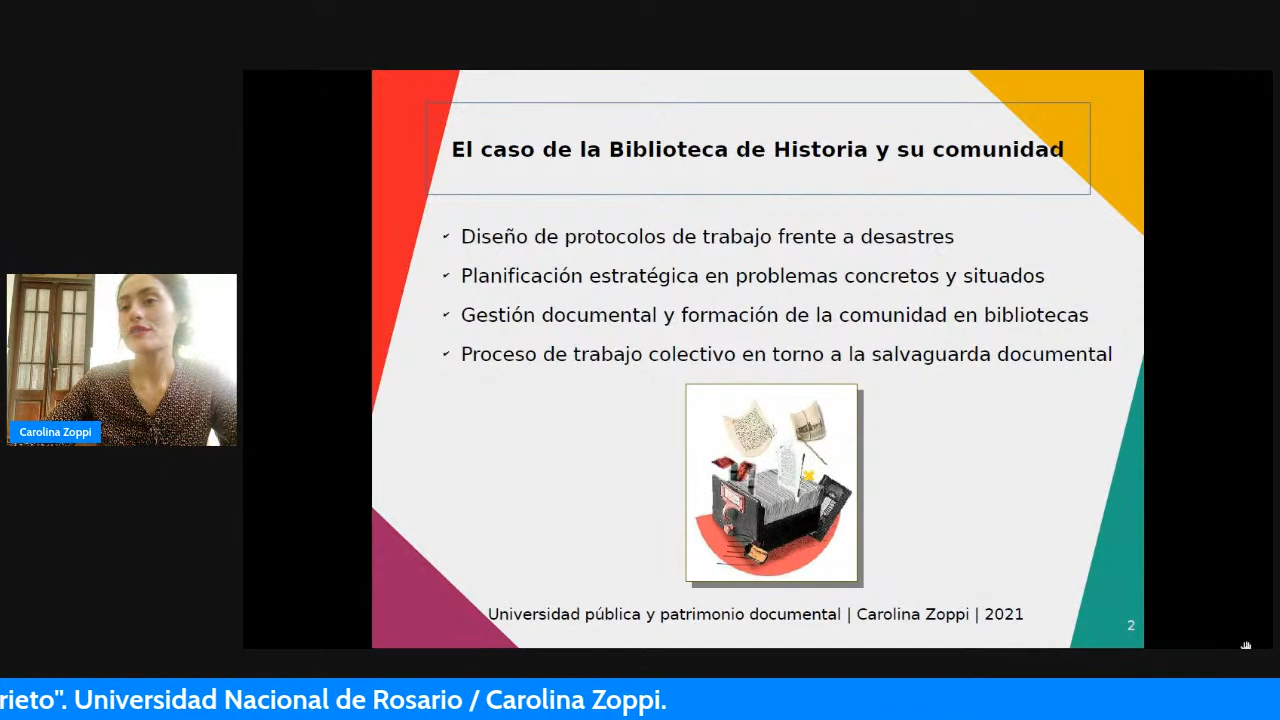 El caso de la Biblioteca de Historia y su comunidad
Diseño de protocolos de trabajo frente a desastres
Planificación estratégica en problemas concretos y situados
Gestión documental y formación de la comunidad en bibliotecas
Proceso de trabajo colectivo en torno a la salvaguarda documental
Carolina Zoppi
Universidad pública y patrimonio documental | Carolina Zoppi | 2021
2
rieto". Universidad Nacional de Rosario / Carolina Zoppi.